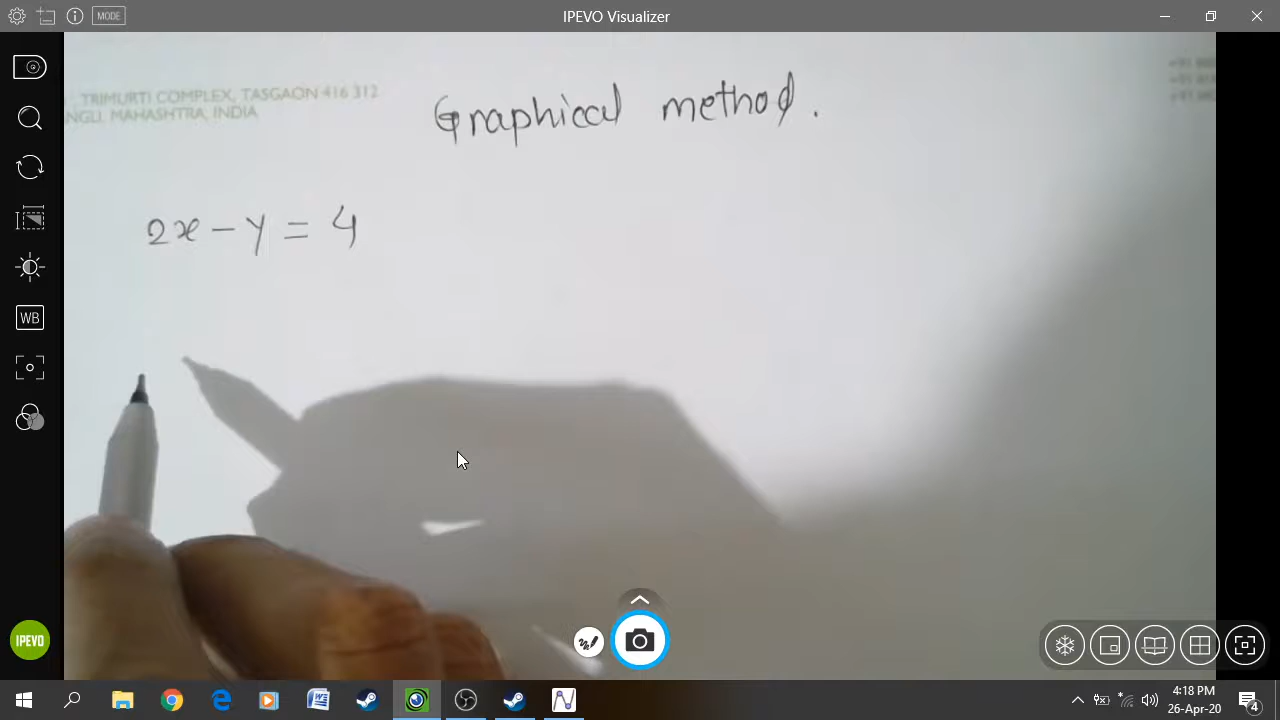 MODE
IPEVO Visualizer
TRIMURTI COMPLEX, TASGAON 416 312
NGLI, MAHASHTRA, INDIA
Graphical method.
2x - y = 4
WB
IPEVO
4:18 PM
26-Apr-20
4